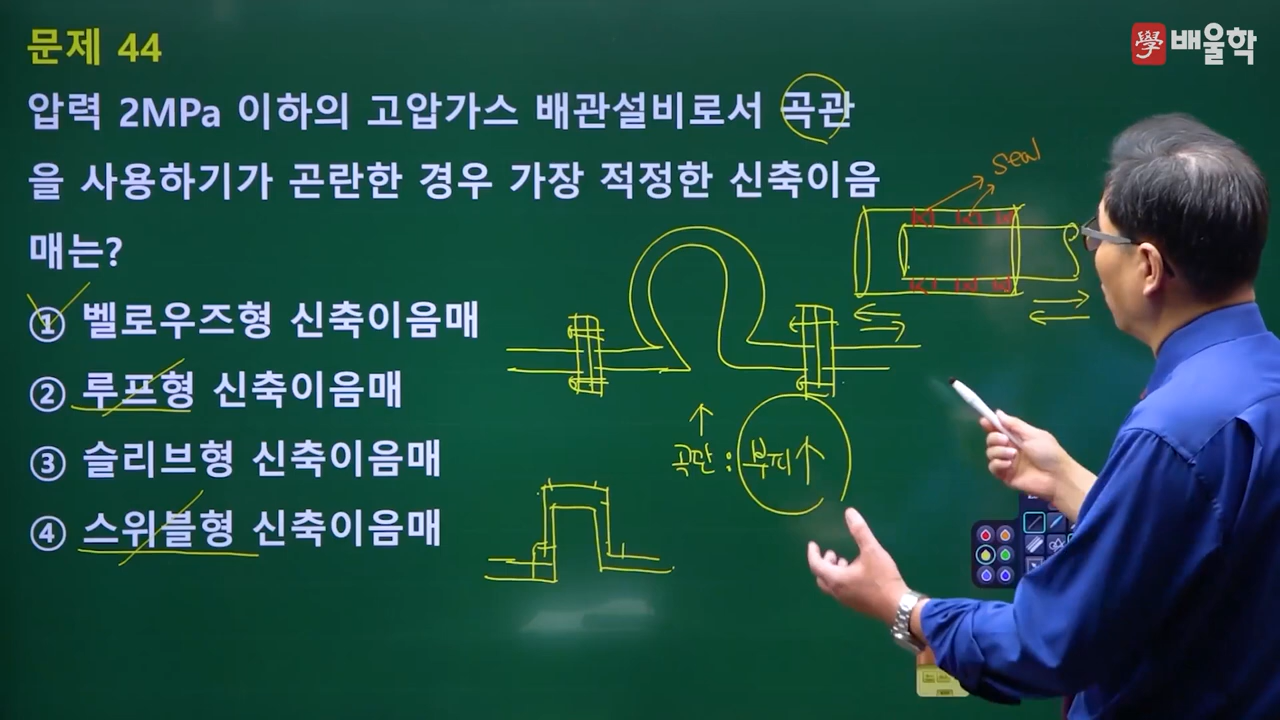 문제 44
學 배울학
압력 2MPa 이하의 고압가스 배관설비로서 곡관
을 사용하기가 곤란한 경우 가장 적정한 신축이음
매는?
① 벨로우즈형 신축이음매
② 루프형 신축이음매
③ 슬리브형 신축이음매
④ 스위블형 신축이음매
seal
곡관 : 부피↑